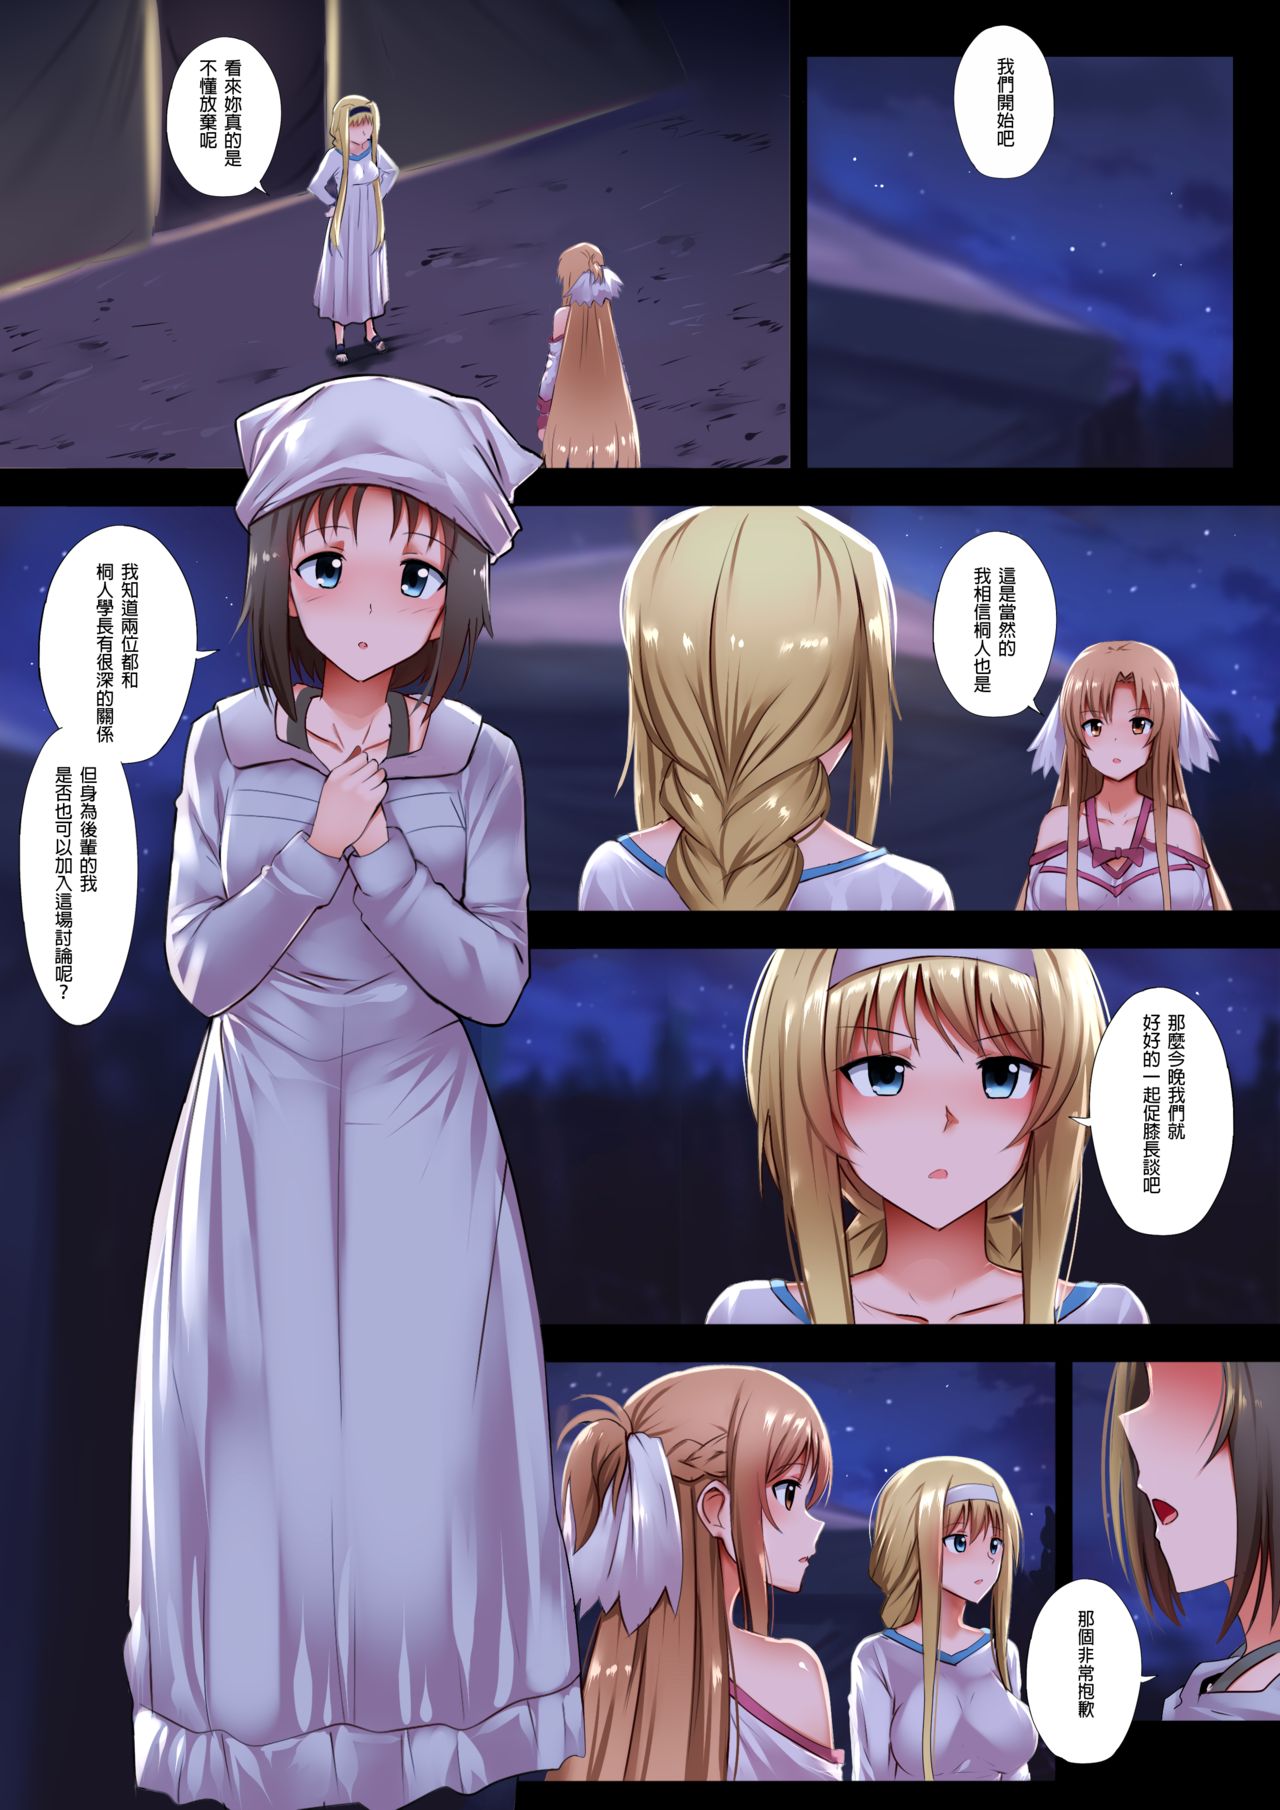 我們開始吧
看來妳真的是
不懂放棄呢
這是當然的
我相信桐人也是
那麼今晚我們就
好好的一起促膝長談吧
那個非常抱歉
我知道兩位都和
桐人學長有很深的關係
但身為後輩的我
是否也可以加入這場討論呢？